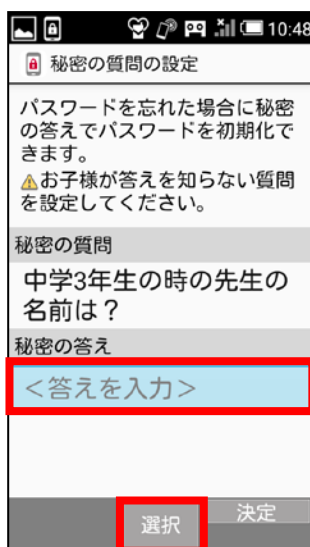 10:48
秘密の質問の設定
パスワードを忘れた場合に秘密
の答えでパスワードを初期化で
きます。
お子様が答えを知らない質問
を設定してください。
秘密の質問
中学3年生の時の先生の
名前は？
秘密の答え
＜答えを入力＞
選択
決定